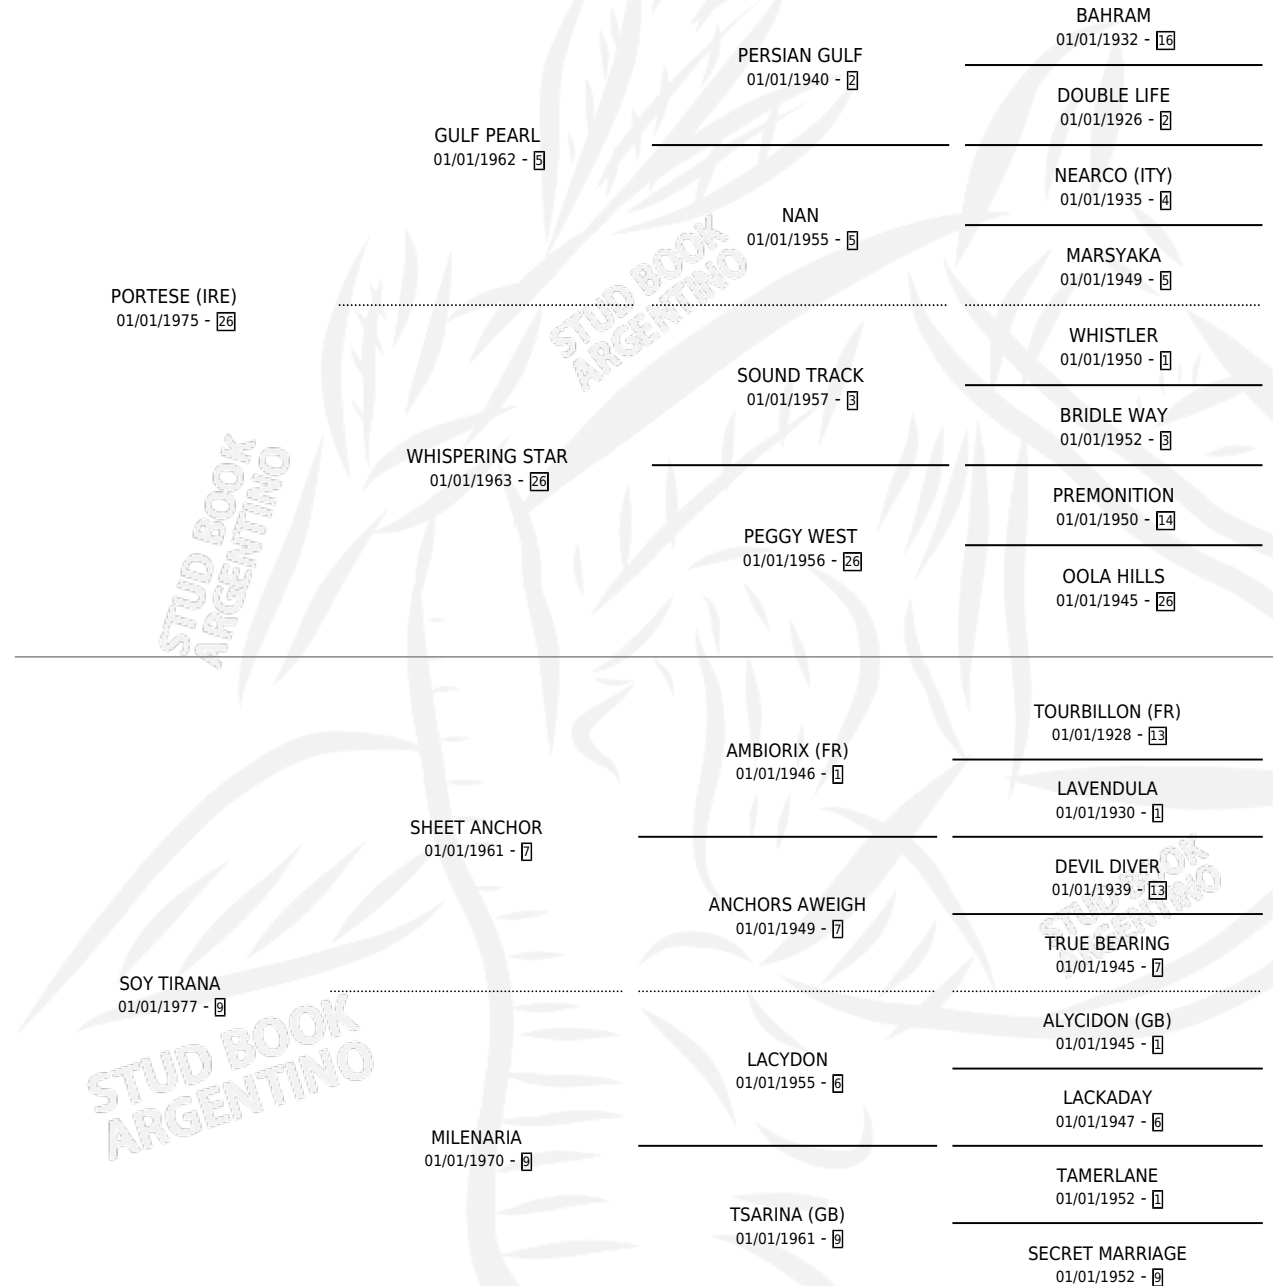 BAHRAM
01/01/1932 - 16
PERSIAN GULF
01/01/1940 - 2
DOUBLE LIFE
01/01/1926 - 2
GULF PEARL
01/01/1962 - 5
NEARCO (ITY)
01/01/1935 - 4
NAN
01/01/1955 - 5
MARSYAKA
01/01/1949 - 5
PORTESE (IRE)
01/01/1975 - 26
WHISTLER
01/01/1950 - 1
SOUND TRACK
01/01/1957 - 3
BRIDLE WAY
01/01/1952 - 3
WHISPERING STAR
01/01/1963 - 26
PREMONITION
01/01/1950 - 14
PEGGY WEST
01/01/1956 - 26
OOLA HILLS
01/01/1945 - 26
TOURBILLON (FR)
01/01/1928 - 13
AMBIORIX (FR)
01/01/1946 - 1
LAVENDULA
01/01/1930 - 1
SHEET ANCHOR
01/01/1961 - 7
DEVIL DIVER
01/01/1939 - 13
ANCHORS AWEIGH
01/01/1949 - 7
TRUE BEARING
01/01/1945 - 7
SOY TIRANA
01/01/1977 - 9
ALYCIDON (GB)
01/01/1945 - 1
LACYDON
01/01/1955 - 6
LACKADAY
01/01/1947 - 6
MILENARIA
01/01/1970 - 9
TAMERLANE
01/01/1952 - 1
TSARINA (GB)
01/01/1961 - 9
SECRET MARRIAGE
01/01/1952 - 9
STUD BOOK
ARGENTINO
STUD BOOK
ARGENTINO
STUD BOOK
ARGENTINO
STUD BOOK
ARGENTINO